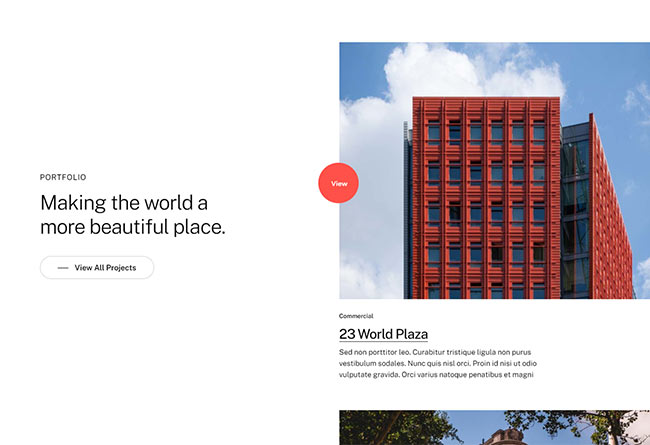 PORTFOLIO
Making the world a
more beautiful place.
View All Projects
View
Commercial
23 World Plaza
Sed non porttitor leo. Curabitur tristique ligula non purus
vestibulum sodales. Nunc quis nisl orci. Proin id nisi ut odio
vulputate gravida. Orci varius natoque penatibus et magni